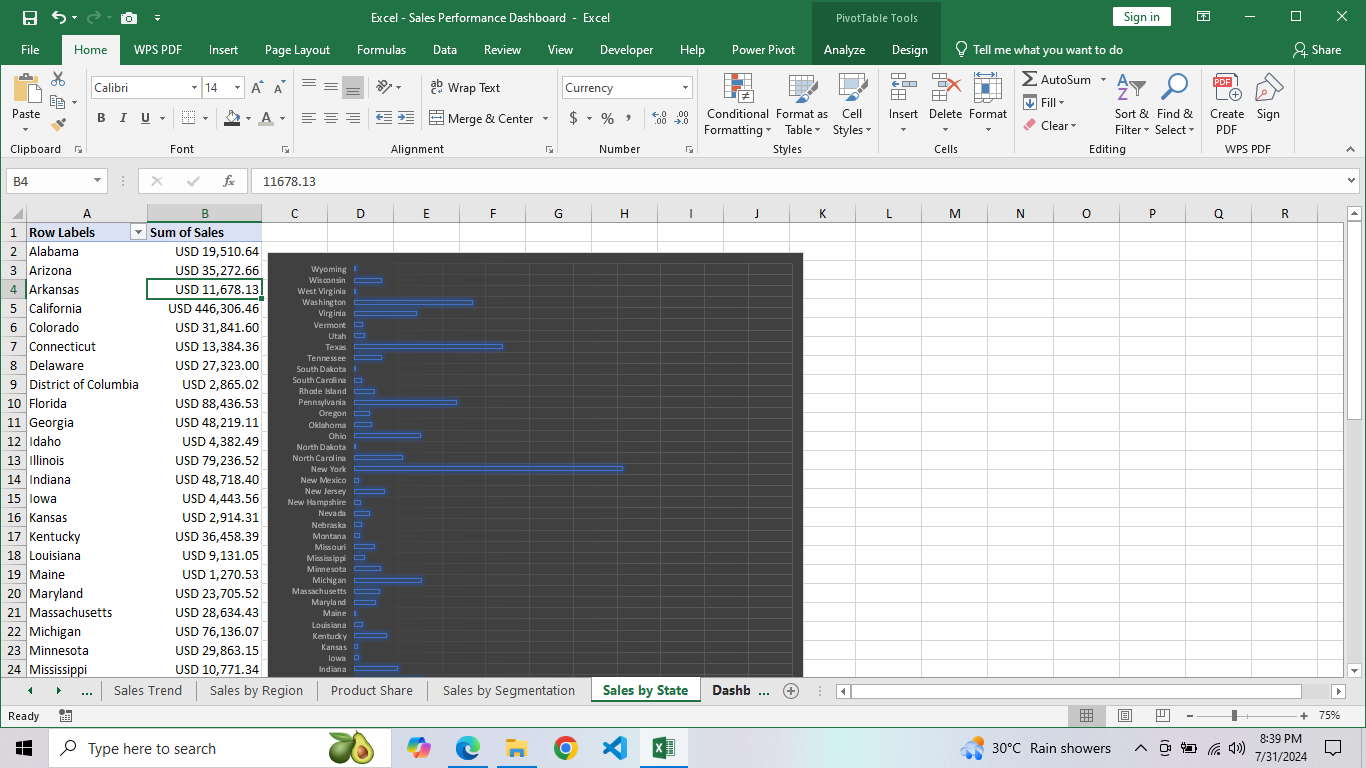 Excel - Sales Performance Dashboard - Excel
PivotTable Tools
Sign in
File Home WPS PDF Insert Page Layout Formulas Data Review View Developer Help Power Pivot Analyze Design Tell me what you want to do Share
Paste
Clipboard
Calibri 14
B I U
Font
Wrap Text
Merge & Center
Alignment
Currency
$ % ,
Number
Conditional Formatting
Format as Table
Cell Styles
Styles
Insert Delete Format
Cells
AutoSum
Fill
Clear
Sort & Filter
Find & Select
Editing
Create PDF
Sign
WPS PDF
B4 fx 11678.13
A B C D E F G H I J K L M N O P Q R
1 Row Labels Sum of Sales
2 Alabama USD 19,510.64
3 Arizona USD 35,272.66
4 Arkansas USD 11,678.13
5 California USD 446,306.46
6 Colorado USD 31,841.60
7 Connecticut USD 13,384.36
8 Delaware USD 27,323.00
9 District of Columbia USD 2,865.02
10 Florida USD 88,436.53
11 Georgia USD 48,219.11
12 Idaho USD 4,382.49
13 Illinois USD 79,236.52
14 Indiana USD 48,718.40
15 Iowa USD 4,443.56
16 Kansas USD 2,914.31
17 Kentucky USD 36,458.39
18 Louisiana USD 9,131.05
19 Maine USD 1,270.53
20 Maryland USD 23,705.52
21 Massachusetts USD 28,634.43
22 Michigan USD 76,136.07
23 Minnesota USD 29,863.15
24 Mississippi USD 10,771.34
Wyoming
Wisconsin
West Virginia
Washington
Virginia
Vermont
Utah
Texas
Tennessee
South Dakota
South Carolina
Rhode Island
Pennsylvania
Oregon
Oklahoma
Ohio
North Dakota
North Carolina
New York
New Mexico
New Jersey
New Hampshire
Nevada
Nebraska
Montana
Missouri
Mississippi
Minnesota
Michigan
Massachusetts
Maryland
Maine
Louisiana
Kentucky
Kansas
Iowa
Indiana
... Sales Trend Sales by Region Product Share Sales by Segmentation Sales by State Dashb ...
Ready
75%
Type here to search
30°C Rain showers
8:39 PM
7/31/2024